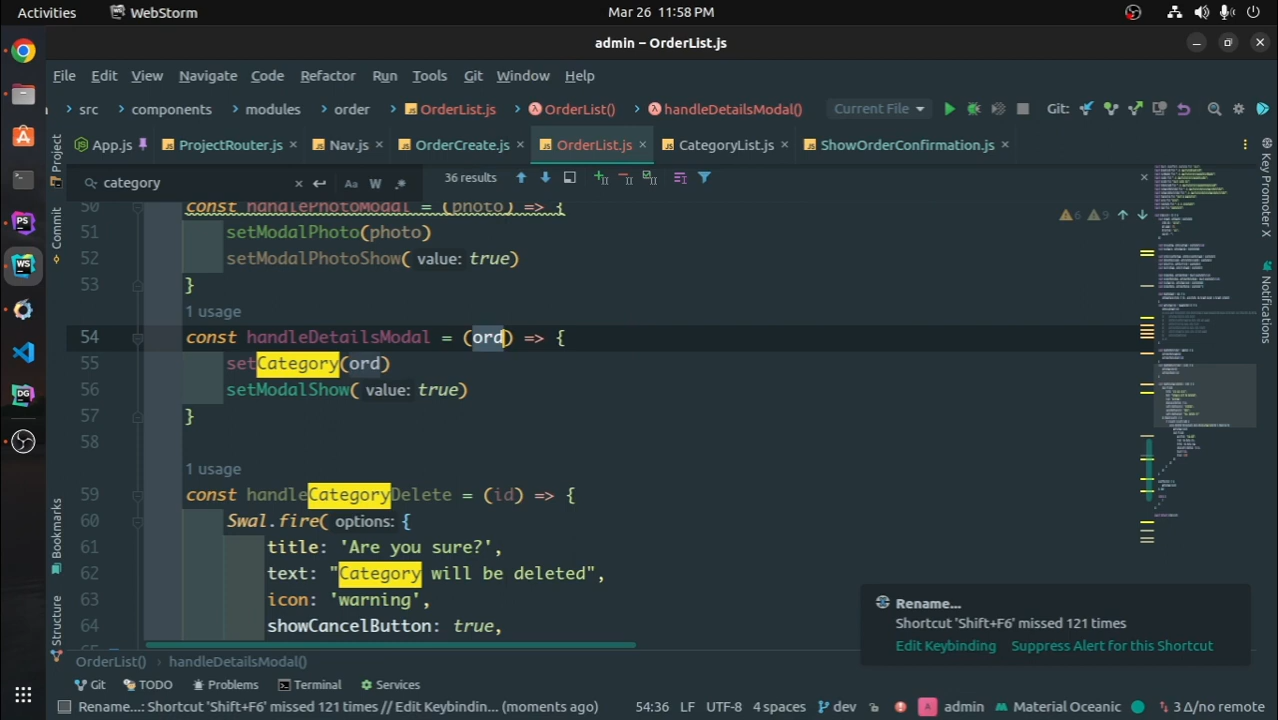 Activities WebStorm Mar 26 11:58 PM
admin – OrderList.js
File Edit View Navigate Code Refactor Run Tools Git Window Help
src components modules order OrderList.js OrderList() handleDetailsModal() Current File Git:
App.js ProjectRouter.js Nav.js OrderCreate.js OrderList.js CategoryList.js ShowOrderConfirmation.js
category 36 results Aa W
50 const handlePhotoModal = (photo) => { 6 9
51 setModalPhoto(photo)
52 setModalPhotoShow( value: true)
53 }
1 usage
54 const handleDetailsModal = (ord) => {
55 setCategory(ord)
56 setModalShow( value: true)
57 }
58
1 usage
59 const handleCategoryDelete = (id) => {
60 Swal.fire( options: {
61 title: 'Are you sure?',
62 text: "Category will be deleted",
63 icon: 'warning',
64 showCancelButton: true,
Project
Commit
Bookmarks
Structure
Key Promoter X
Notifications
Rename...
Shortcut 'Shift+F6' missed 121 times
Edit Keybinding Suppress Alert for this Shortcut
OrderList() handleDetailsModal()
Git TODO Problems Terminal Services
Rename...: Shortcut 'Shift+F6' missed 121 times // Edit Keybindin... (moments ago) 54:36 LF UTF-8 4 spaces dev A admin Material Oceanic 3 Δ/no remote